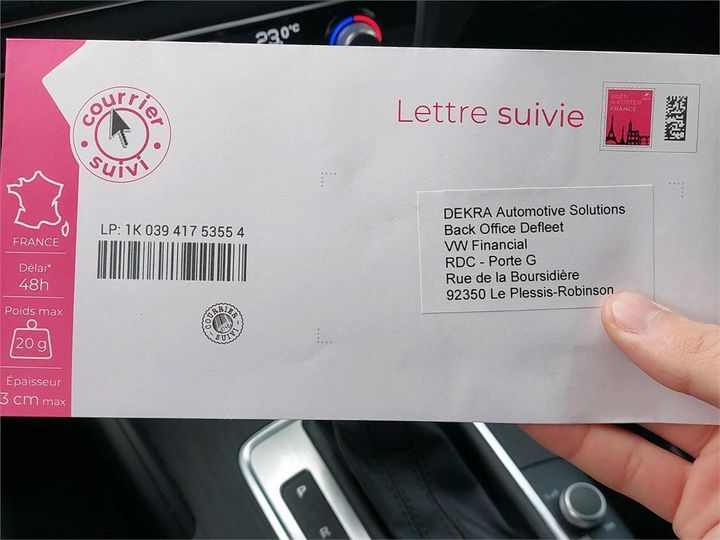 23.0°C
courrier
suivi
Lettre suivie
PRÊT-
À-POSTER
FRANCE
DEKRA Automotive Solutions
Back Office Defleet
VW Financial
RDC - Porte G
Rue de la Boursidière
92350 Le Plessis-Robinson
LP: 1K 039 417 5355 4
COURRIER
SUIVI
FRANCE
Délai*
48h
Poids max
20 g
Épaisseur
3 cm max
P
R